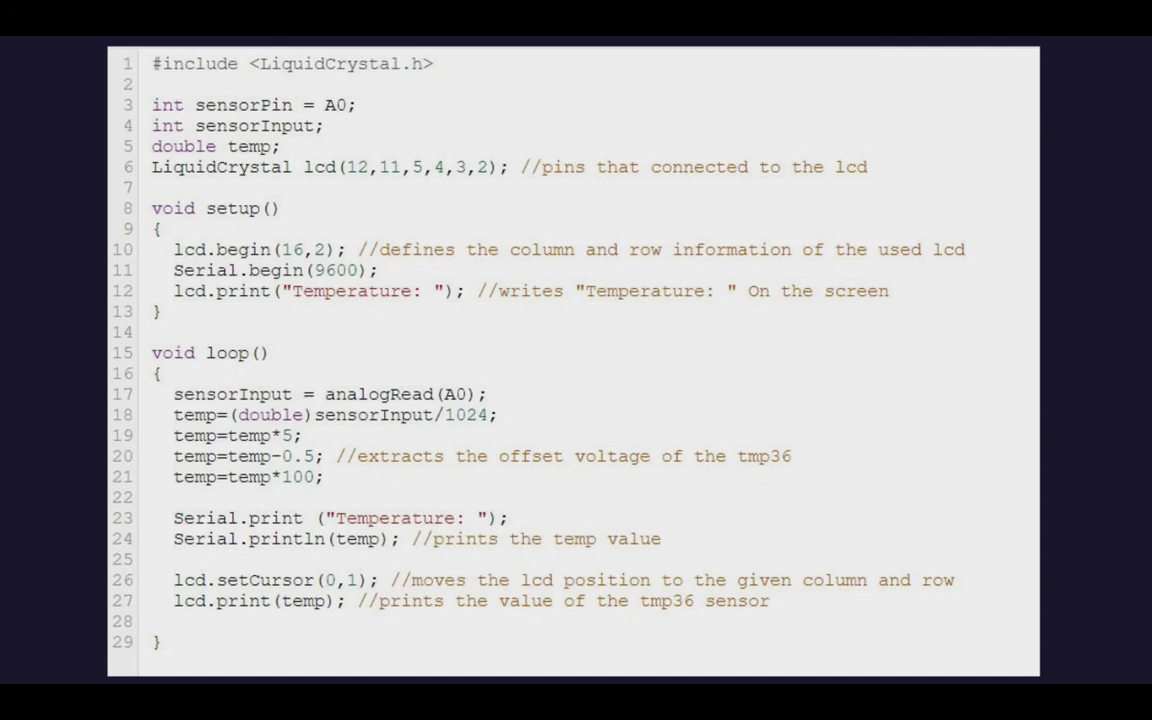 1 #include <LiquidCrystal.h>
2
3 int sensorPin = A0;
4 int sensorInput;
5 double temp;
6 LiquidCrystal lcd(12,11,5,4,3,2); //pins that connected to the lcd
7
8 void setup()
9 {
10 lcd.begin(16,2); //defines the column and row information of the used lcd
11 Serial.begin(9600);
12 lcd.print("Temperature: "); //writes "Temperature: " On the screen
13 }
14
15 void loop()
16 {
17 sensorInput = analogRead(A0);
18 temp=(double)sensorInput/1024;
19 temp=temp*5;
20 temp=temp-0.5; //extracts the offset voltage of the tmp36
21 temp=temp*100;
22
23 Serial.print ("Temperature: ");
24 Serial.println(temp); //prints the temp value
25
26 lcd.setCursor(0,1); //moves the lcd position to the given column and row
27 lcd.print(temp); //prints the value of the tmp36 sensor
28
29 }